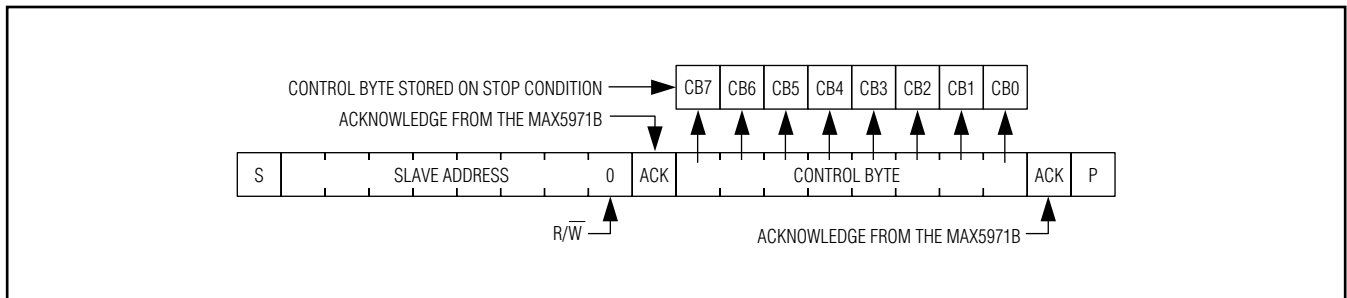 CONTROL BYTE STORED ON STOP CONDITION CB7 CB6 CB5 CB4 CB3 CB2 CB1 CB0
ACKNOWLEDGE FROM THE MAX5971B
S SLAVE ADDRESS 0 ACK CONTROL BYTE ACK P
R/W̅ ACKNOWLEDGE FROM THE MAX5971B